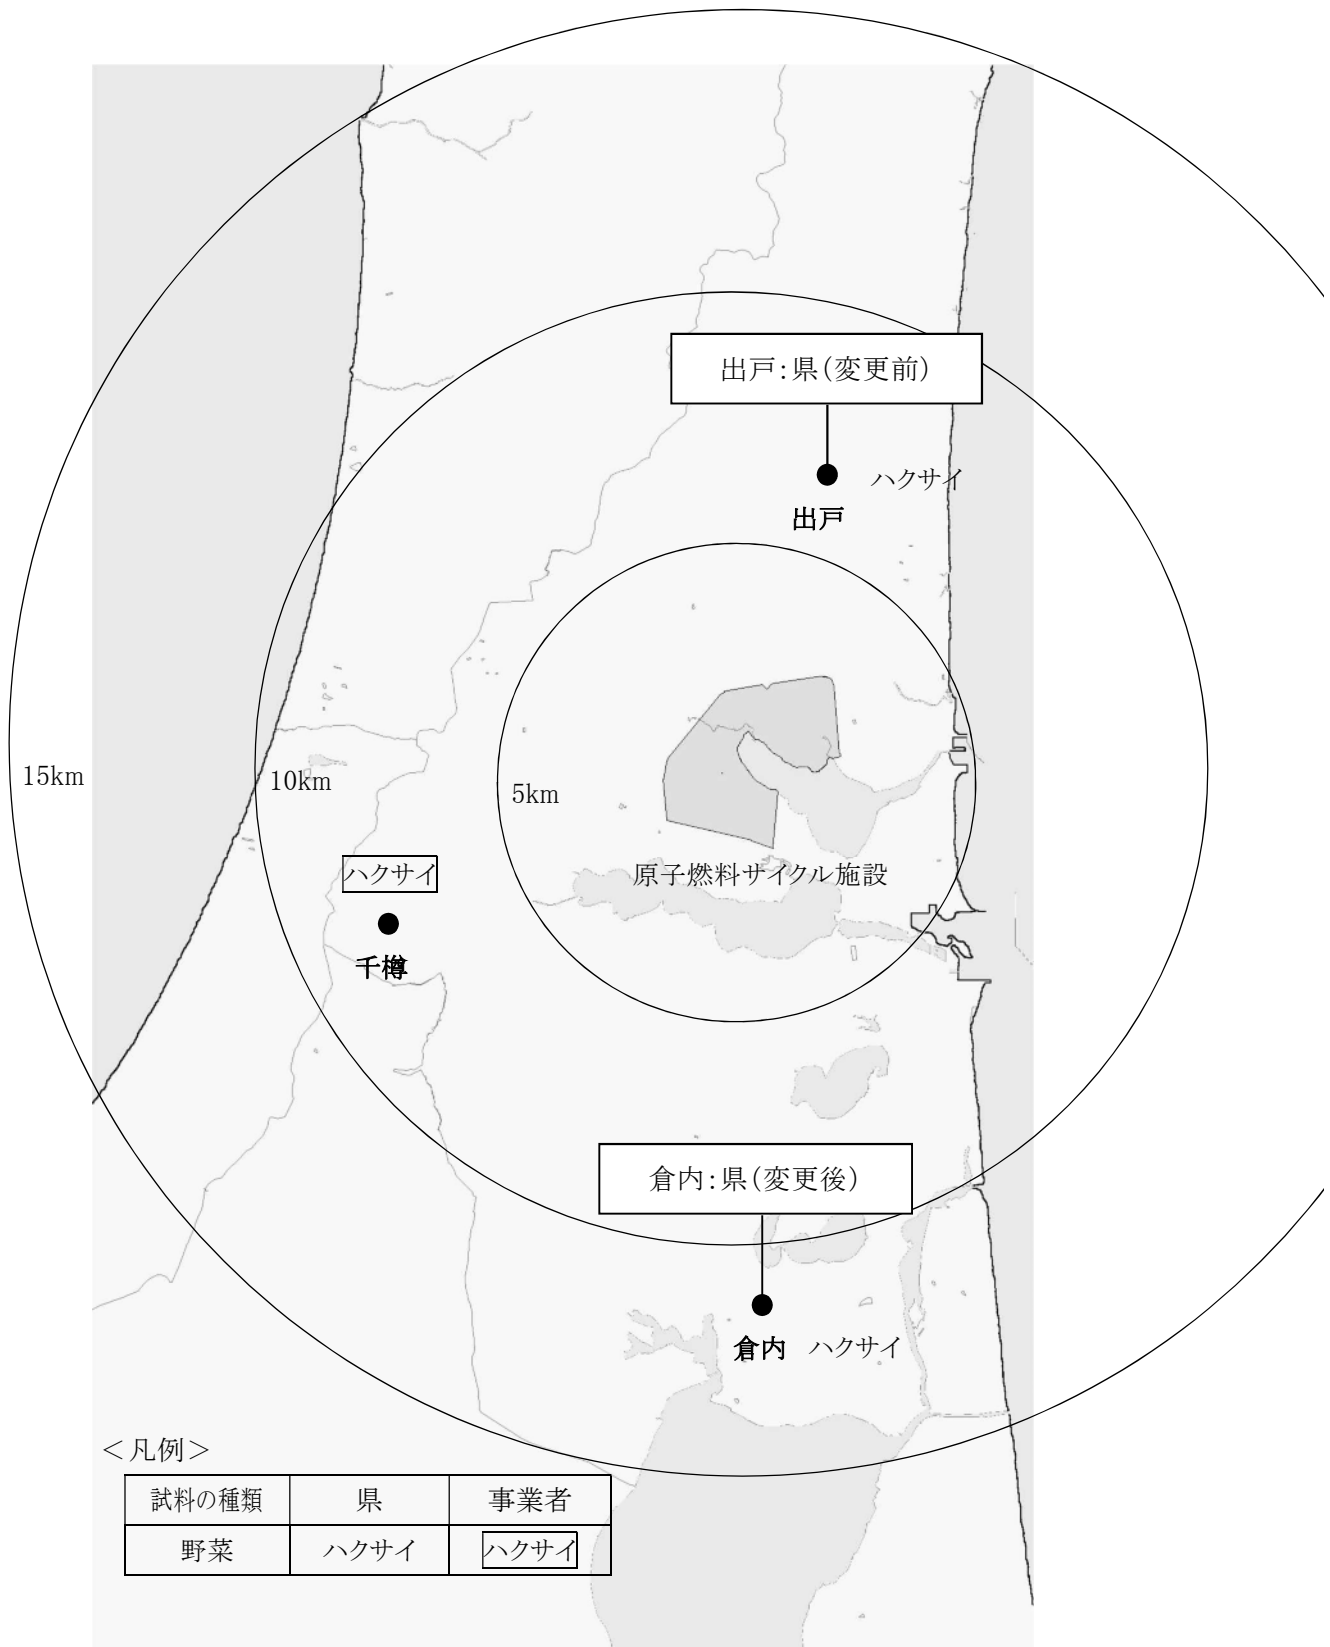 出戸：県（変更前）
ハクサイ
出戸
15km
10km
5km
ハクサイ
原子燃料サイクル施設
千樽
倉内：県（変更後）
倉内 ハクサイ
＜凡例＞
試料の種類 県 事業者
野菜 ハクサイ ハクサイ